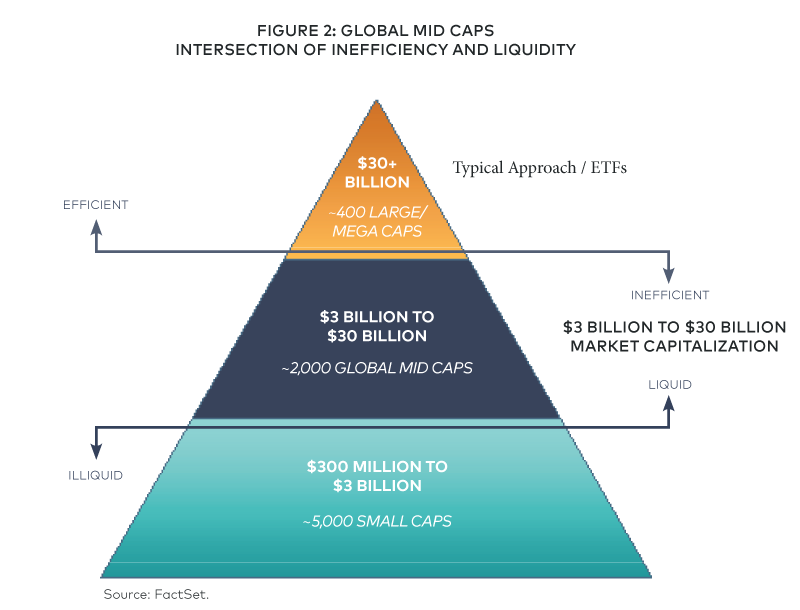 FIGURE 2: GLOBAL MID CAPS
INTERSECTION OF INEFFICIENCY AND LIQUIDITY
$30+
BILLION
~400 LARGE/
MEGA CAPS
Typical Approach / ETFs
EFFICIENT
INEFFICIENT
$3 BILLION TO
$30 BILLION
~2,000 GLOBAL MID CAPS
$3 BILLION TO $30 BILLION
MARKET CAPITALIZATION
LIQUID
ILLIQUID
$300 MILLION TO
$3 BILLION
~5,000 SMALL CAPS
Source: FactSet.